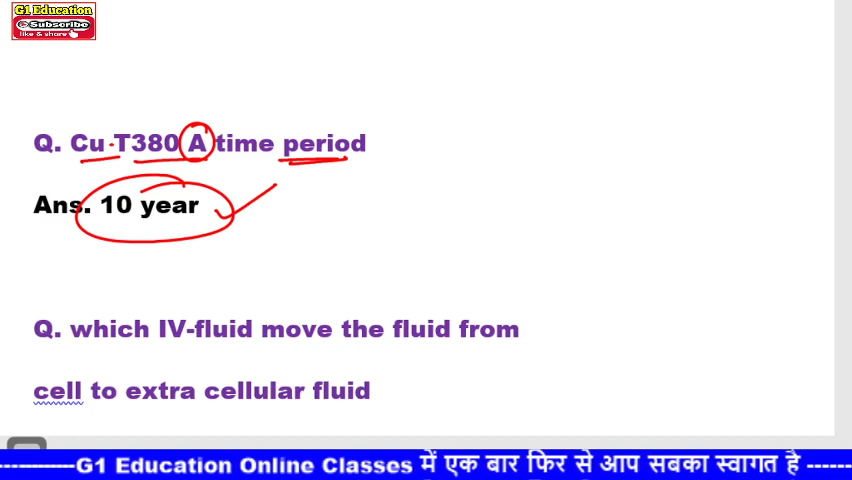 G1 Education
Subscribe
like & share
Q. Cu T380 A time period
Ans. 10 year
Q. which IV-fluid move the fluid from
cell to extra cellular fluid
---------------G1 Education Online Classes में एक बार फिर से आप सबका स्वागत है ------